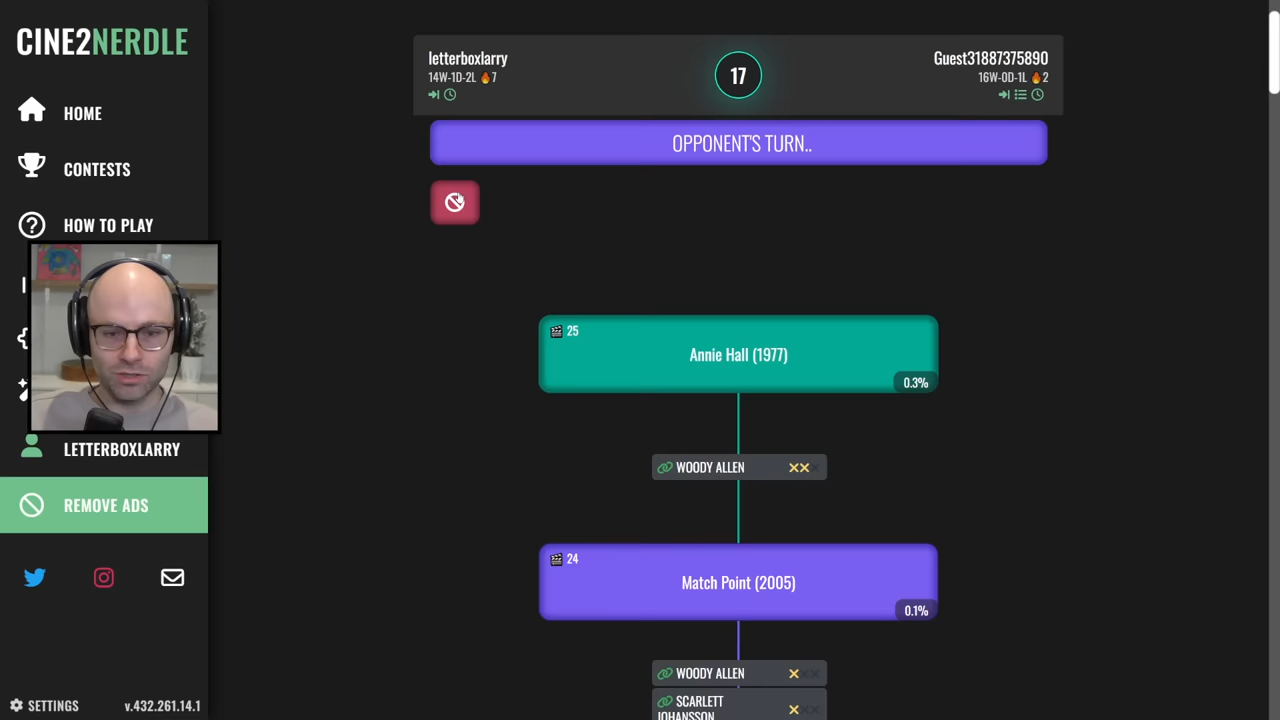 CINE2NERDLE
HOME
CONTESTS
HOW TO PLAY
LETTERBOXLARRY
REMOVE ADS
SETTINGS
v.432.261.14.1
letterboxlarry
14W-1D-2L 🔥7
17
Guest31887375890
16W-0D-1L 🔥2
OPPONENT'S TURN..
25
Annie Hall (1977)
0.3%
WOODY ALLEN
24
Match Point (2005)
0.1%
WOODY ALLEN
SCARLETT
JOHANSSON